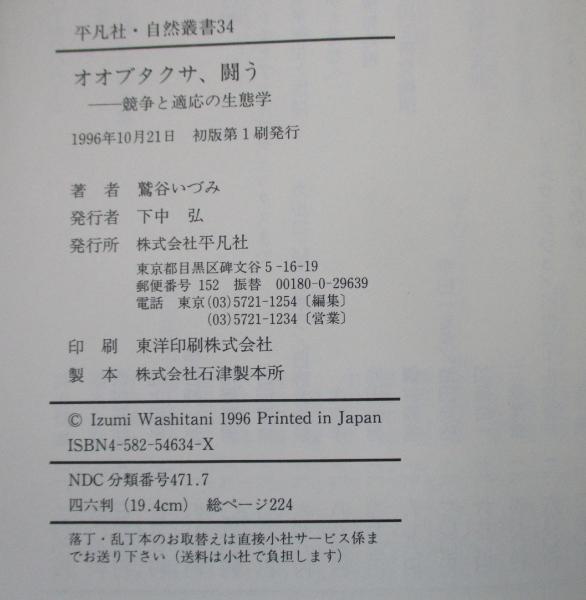 平凡社・自然叢書34
オオブタクサ、闘う
——競争と適応の生態学
1996年10月21日　初版第1刷発行
著　者　鷲谷いづみ
発行者　下中　弘
発行所　株式会社平凡社
東京都目黒区碑文谷5-16-19
郵便番号 152　振替　00180-0-29639
電話　東京(03)5721-1254〔編集〕
(03)5721-1234〔営業〕
印　刷　東洋印刷株式会社
製　本　株式会社石津製本所
© Izumi Washitani 1996 Printed in Japan
ISBN4-582-54634-X
NDC分類番号471.7
四六判（19.4cm）　総ページ224
落丁・乱丁本のお取替えは直接小社サービス係ま
でお送り下さい（送料は小社で負担します）